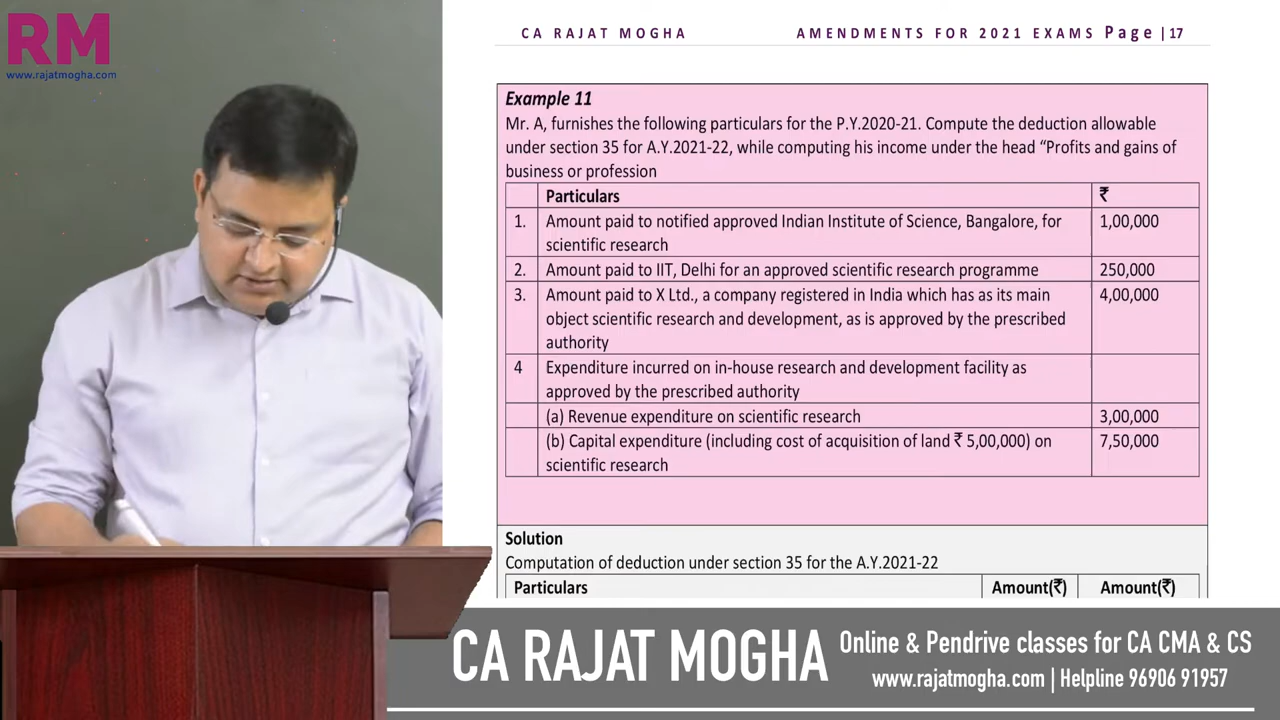 RM
www.rajatmogha.com
CA RAJAT MOGHA AMENDMENTS FOR 2021 EXAMS Page | 17
Example 11
Mr. A, furnishes the following particulars for the P.Y.2020-21. Compute the deduction allowable
under section 35 for A.Y.2021-22, while computing his income under the head “Profits and gains of
business or profession
Particulars ₹
1. Amount paid to notified approved Indian Institute of Science, Bangalore, for 1,00,000
scientific research
2. Amount paid to IIT, Delhi for an approved scientific research programme 250,000
3. Amount paid to X Ltd., a company registered in India which has as its main 4,00,000
object scientific research and development, as is approved by the prescribed
authority
4 Expenditure incurred on in-house research and development facility as
approved by the prescribed authority
(a) Revenue expenditure on scientific research 3,00,000
(b) Capital expenditure (including cost of acquisition of land ₹ 5,00,000) on 7,50,000
scientific research
Solution
Computation of deduction under section 35 for the A.Y.2021-22
Particulars Amount(₹) Amount(₹)
CA RAJAT MOGHA
Online & Pendrive classes for CA CMA & CS
www.rajatmogha.com | Helpline 96906 91957